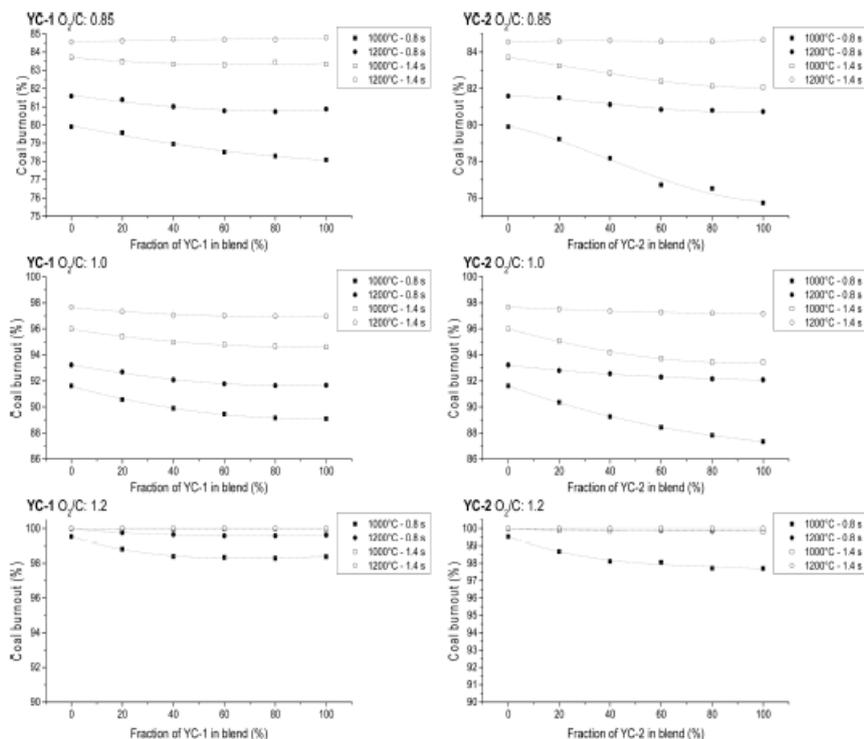 YC-1 O2/C: 0.85
86
85
84
83
82
81
80
79
78
77
76
75
Coal burnout (%)
0 20 40 60 80 100
Fraction of YC-1 in blend (%)
1000°C - 0.8 s
1200°C - 0.8 s
1000°C - 1.4 s
1200°C - 1.4 s
YC-2 O2/C: 0.85
84
82
80
78
76
Coal burnout (%)
0 20 40 60 80 100
Fraction of YC-2 in blend (%)
1000°C - 0.8 s
1200°C - 0.8 s
1000°C - 1.4 s
1200°C - 1.4 s
YC-1 O2/C: 1.0
100
98
96
94
92
90
88
86
Coal burnout (%)
0 20 40 60 80 100
Fraction of YC-1 in blend (%)
1000°C - 0.8 s
1200°C - 0.8 s
1000°C - 1.4 s
1200°C - 1.4 s
YC-2 O2/C: 1.0
100
98
96
94
92
90
88
86
Coal burnout (%)
0 20 40 60 80 100
Fraction of YC-2 in blend (%)
1000°C - 0.8 s
1200°C - 0.8 s
1000°C - 1.4 s
1200°C - 1.4 s
YC-1 O2/C: 1.2
100
98
96
94
92
90
Coal burnout (%)
0 20 40 60 80 100
Fraction of YC-1 in blend (%)
1000°C - 0.8 s
1200°C - 0.8 s
1000°C - 1.4 s
1200°C - 1.4 s
YC-2 O2/C: 1.2
100
99
98
97
96
95
94
93
92
91
90
Coal burnout (%)
0 20 40 60 80 100
Fraction of YC-2 in blend (%)
1000°C - 0.8 s
1200°C - 0.8 s
1000°C - 1.4 s
1200°C - 1.4 s